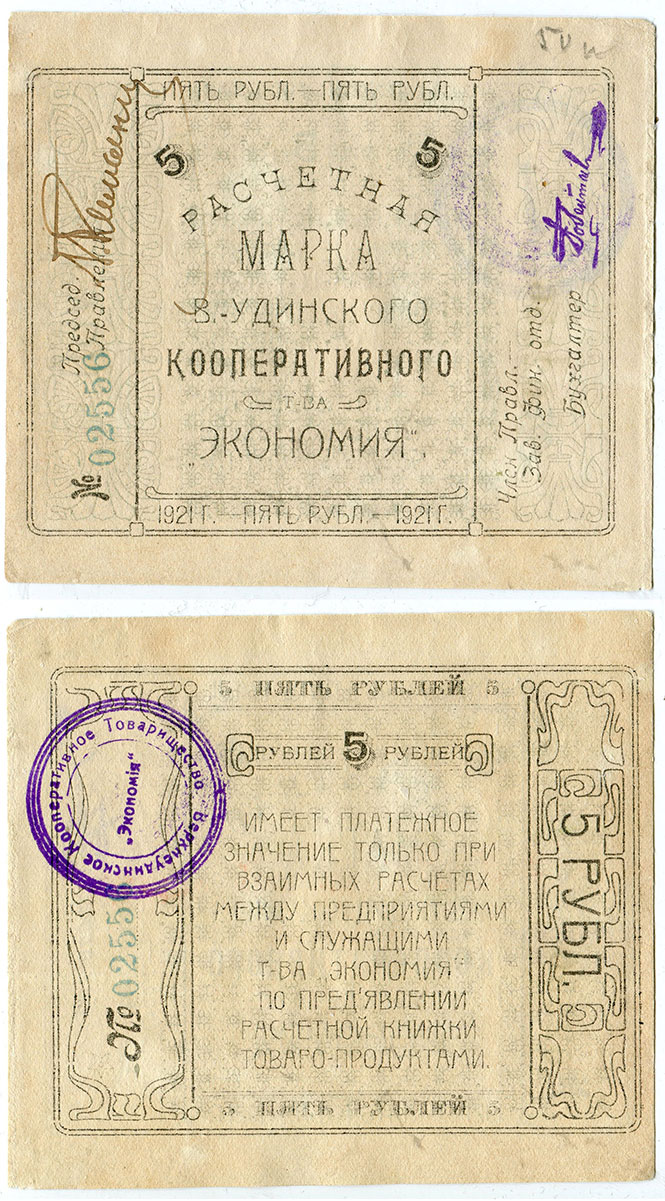 50 к
ПЯТЬ РУБЛ.—ПЯТЬ РУБЛ.
5 5
РАСЧЕТНАЯ
МАРКА
В.-УДИНСКОГО
КООПЕРАТИВНОГО
Т-ВА
„ЭКОНОМИЯ“.
1921 Г.—ПЯТЬ РУБЛ.—1921 Г.
Председ.
Правлен
№ 02556
Член Правл.
Зав. Фин. отд.
Бухгалтер
5 ПЯТЬ РУБЛЕЙ 5
РУБЛЕЙ 5 РУБЛЕЙ
ИМЕЕТ ПЛАТЕЖНОЕ
ЗНАЧЕНИЕ ТОЛЬКО ПРИ
ВЗАИМНЫХ РАСЧЕТАХ
МЕЖДУ ПРЕДПРИЯТИЯМИ
И СЛУЖАЩИМИ
Т-ВА „ЭКОНОМИЯ“
ПО ПРЕД'ЯВЛЕНИИ
РАСЧЕТНОЙ КНИЖКИ
ТОВАРО-ПРОДУКТАМИ.
5 ПЯТЬ РУБЛЕЙ 5
Верхнеудинское Кооперативное Товарищество
„Экономія“
№ 02556
5 РУБЛ.